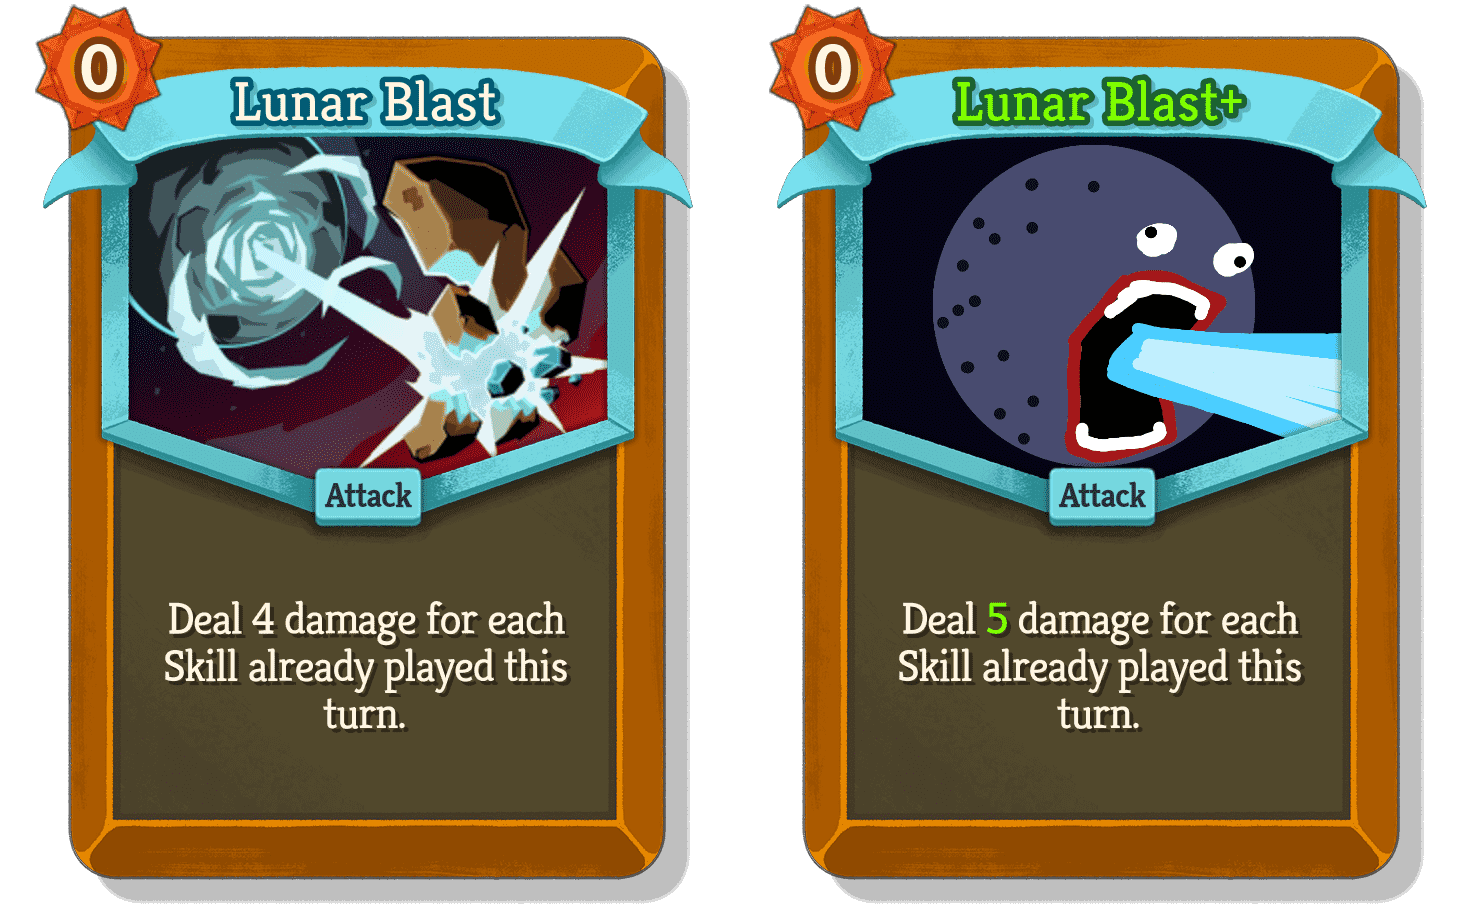 0
Lunar Blast
Attack
Deal 4 damage for each
Skill already played this
turn.
0
Lunar Blast+
Attack
Deal 5 damage for each
Skill already played this
turn.